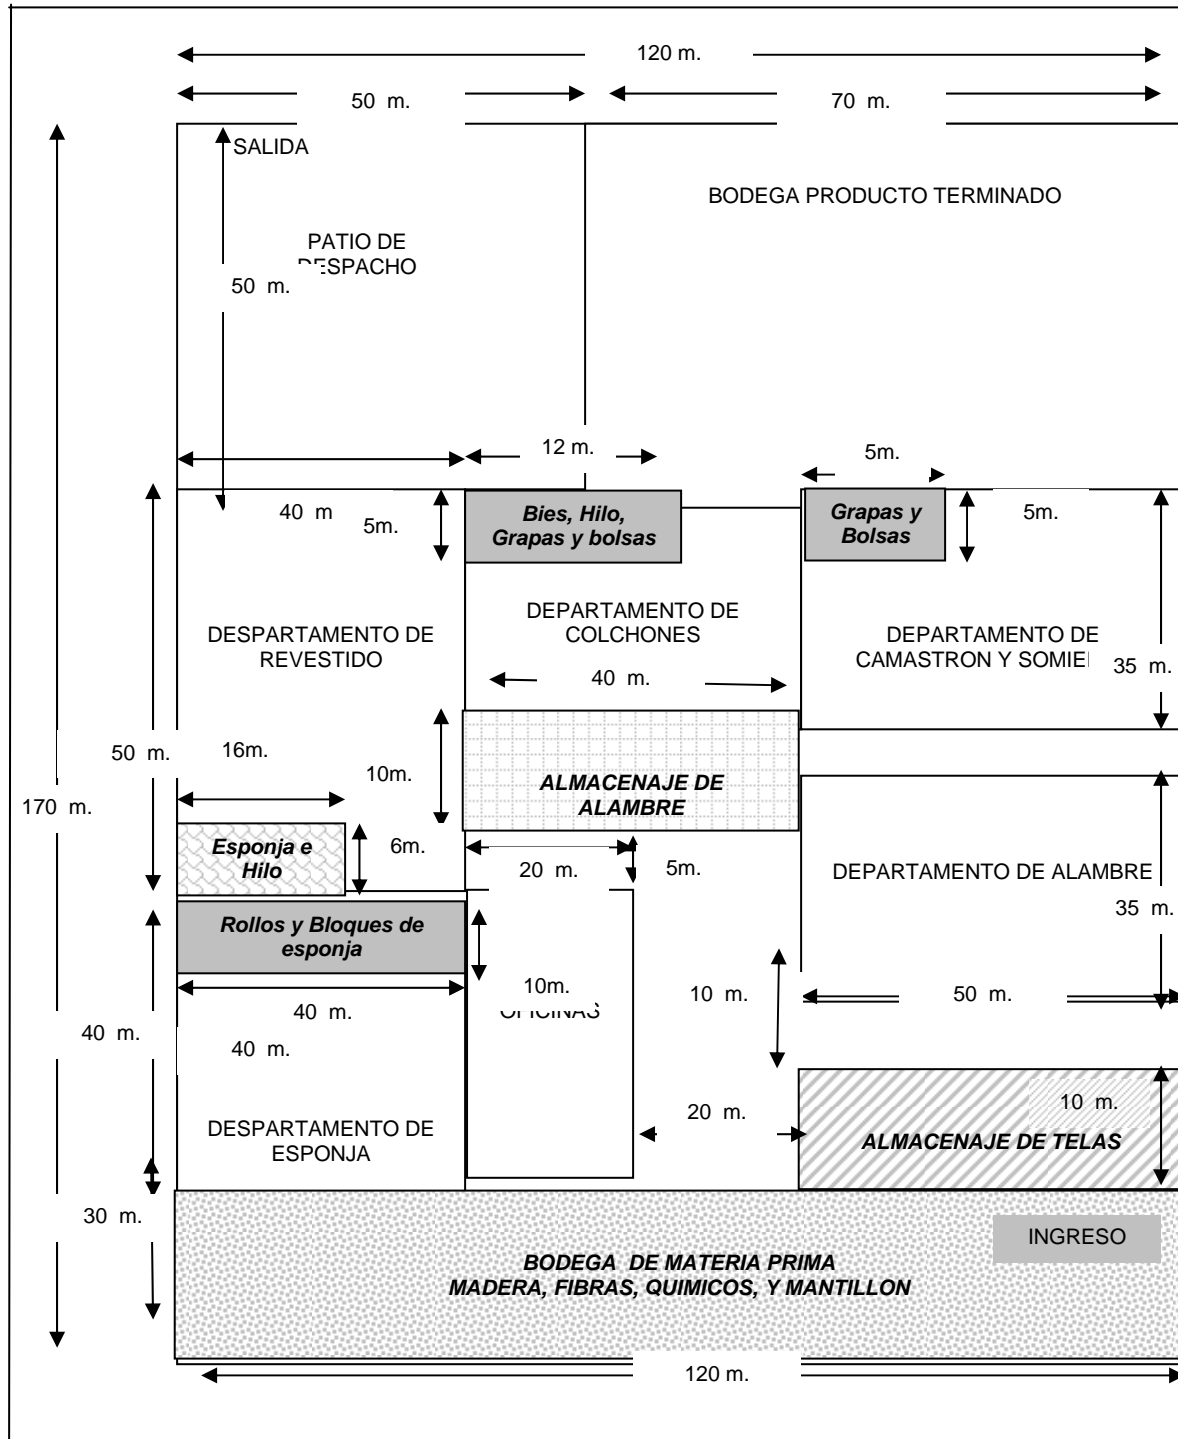 120 m.
50 m.
70 m.
SALIDA
BODEGA PRODUCTO TERMINADO
PATIO DE
DESPACHO
50 m.
12 m.
5m.
40 m
5m.
Bies, Hilo,
Grapas y bolsas
Grapas y
Bolsas
5m.
DESPARTAMENTO DE
REVESTIDO
DEPARTAMENTO DE
COLCHONES
DEPARTAMENTO DE
CAMASTRON Y SOMIE
35 m.
40 m.
50 m.
16m.
10m.
ALMACENAJE DE
ALAMBRE
170 m.
Esponja e
Hilo
6m.
20 m.
5m.
DEPARTAMENTO DE ALAMBRE
35 m.
Rollos y Bloques de
esponja
10m.
OFICINAS
10 m.
50 m.
40 m.
40 m.
40 m.
20 m.
10 m.
DESPARTAMENTO DE
ESPONJA
ALMACENAJE DE TELAS
30 m.
INGRESO
BODEGA DE MATERIA PRIMA
MADERA, FIBRAS, QUIMICOS, Y MANTILLON
120 m.